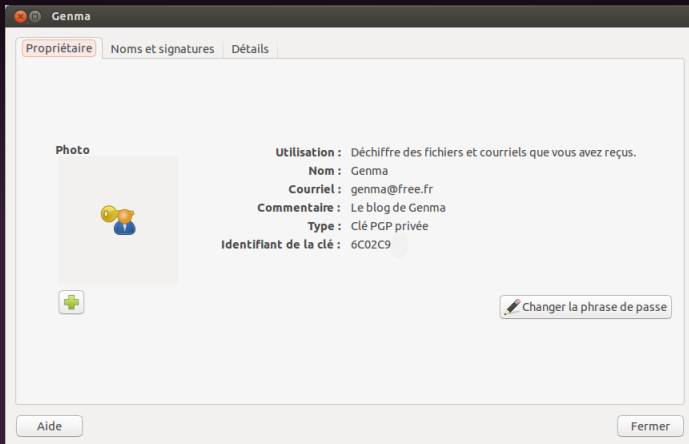 Genma
Propriétaire Noms et signatures Détails
Photo
Utilisation : Déchiffre des fichiers et courriels que vous avez reçus.
Nom : Genma
Courriel : genma@free.fr
Commentaire : Le blog de Genma
Type : Clé PGP privée
Identifiant de la clé : 6C02C9
Changer la phrase de passe
Aide Fermer